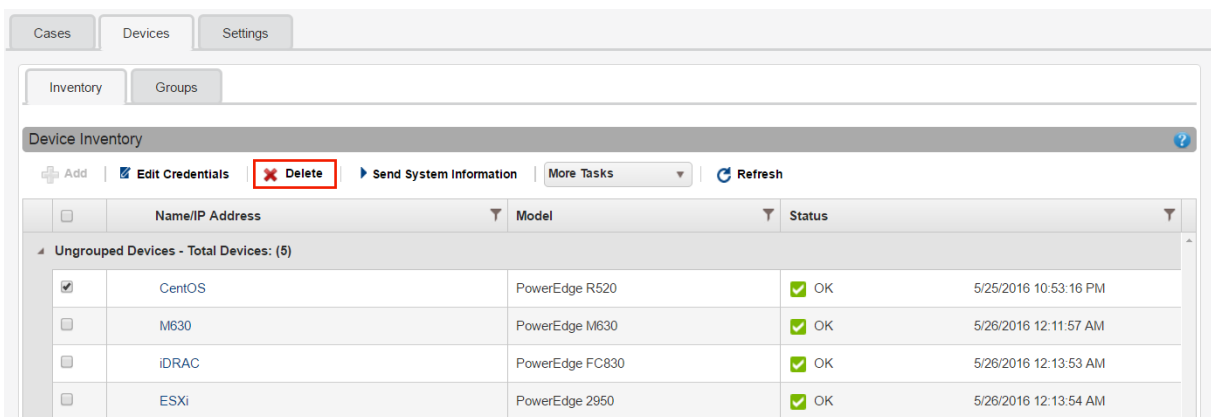 Cases Devices Settings
Inventory Groups
Device Inventory ?
Add Edit Credentials Delete Send System Information More Tasks Refresh
Name/IP Address Model Status
Ungrouped Devices - Total Devices: (5)
CentOS PowerEdge R520 OK 5/25/2016 10:53:16 PM
M630 PowerEdge M630 OK 5/26/2016 12:11:57 AM
iDRAC PowerEdge FC830 OK 5/26/2016 12:13:53 AM
ESXi PowerEdge 2950 OK 5/26/2016 12:13:54 AM